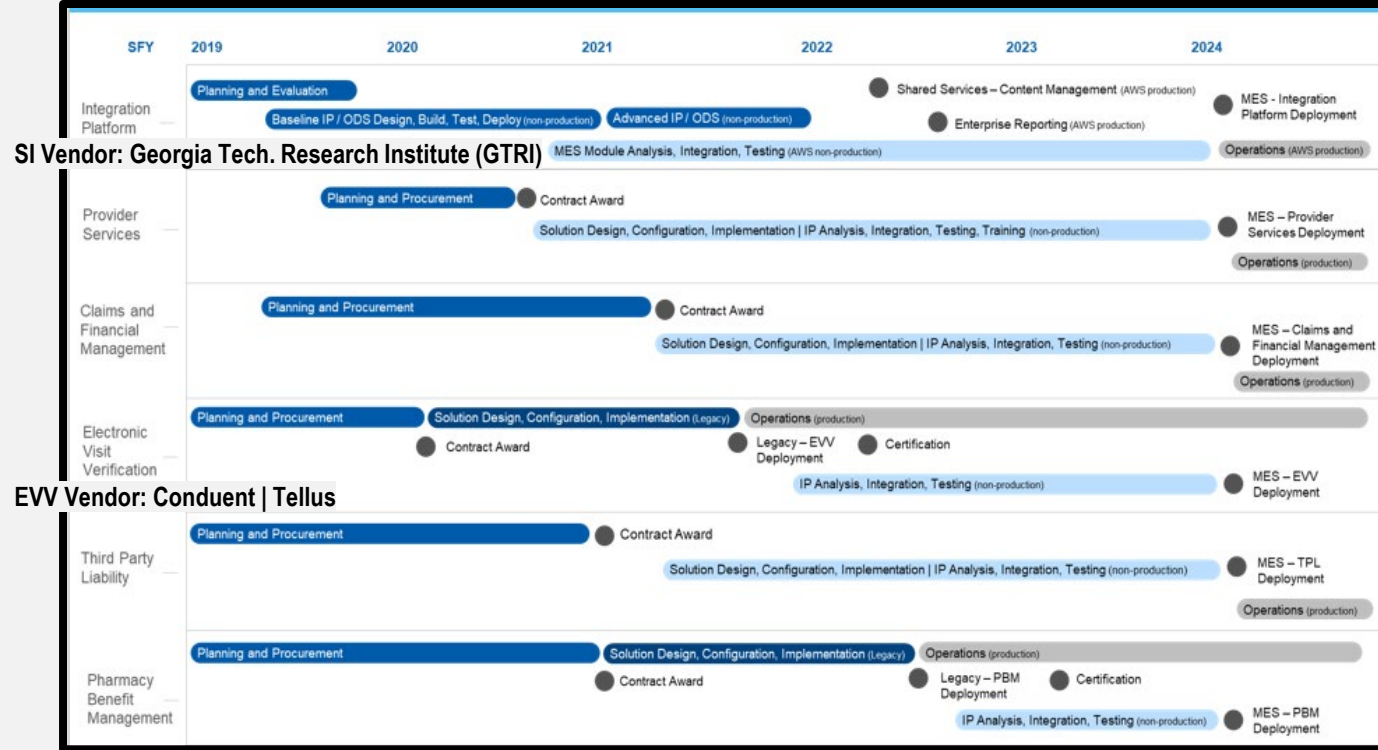 SFY 2019 2020 2021 2022 2023 2024
Integration
Platform
Planning and Evaluation
Baseline IP / ODS Design, Build, Test, Deploy (non-production)
Advanced IP / ODS (non-production)
Shared Services – Content Management (AWS production)
Enterprise Reporting (AWS production)
MES - Integration
Platform Deployment
SI Vendor: Georgia Tech. Research Institute (GTRI)
MES Module Analysis, Integration, Testing (AWS non-production)
Operations (AWS production)
Provider
Services
Planning and Procurement
Contract Award
Solution Design, Configuration, Implementation | IP Analysis, Integration, Testing, Training (non-production)
MES – Provider
Services Deployment
Operations (production)
Claims and
Financial
Management
Planning and Procurement
Contract Award
Solution Design, Configuration, Implementation | IP Analysis, Integration, Testing (non-production)
MES – Claims and
Financial Management
Deployment
Operations (production)
Electronic
Visit
Verification
Planning and Procurement
Solution Design, Configuration, Implementation (Legacy)
Operations (production)
Contract Award
Legacy – EVV
Deployment
Certification
IP Analysis, Integration, Testing (non-production)
MES – EVV
Deployment
EVV Vendor: Conduent | Tellus
Third Party
Liability
Planning and Procurement
Contract Award
Solution Design, Configuration, Implementation | IP Analysis, Integration, Testing (non-production)
MES – TPL
Deployment
Operations (production)
Pharmacy
Benefit
Management
Planning and Procurement
Solution Design, Configuration, Implementation (Legacy)
Operations (production)
Contract Award
Legacy – PBM
Deployment
Certification
IP Analysis, Integration, Testing (non-production)
MES – PBM
Deployment